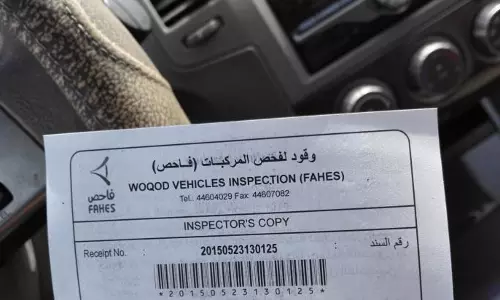 وقود لفحص المركبات (فاحص)
WOQOD VEHICLES INSPECTION (FAHES)
Tel.: 44604029 Fax: 44607082
فاحص
FAHES
INSPECTOR'S COPY
Receipt No. 20150523130125 رقم السند
*20150523130125*